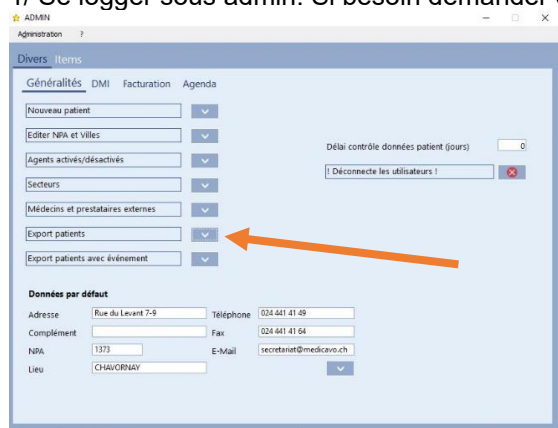 1/ Se logger sous admin. Si besoin demander
ADMIN
Administration ?
Divers Items
Généralités DMI Facturation Agenda
Nouveau patient
Editer NPA et Villes
Délai contrôle données patient (jours) 0
Agents activés/désactivés
! Déconnecte les utilisateurs !
Secteurs
Médecins et prestataires externes
Export patients
Export patients avec événement
Données par défaut
Adresse Rue du Levant 7-9 Téléphone 024 441 41 49
Complément Fax 024 441 41 64
NPA 1373 E-Mail secretariat@medicavo.ch
Lieu CHAVORNAY